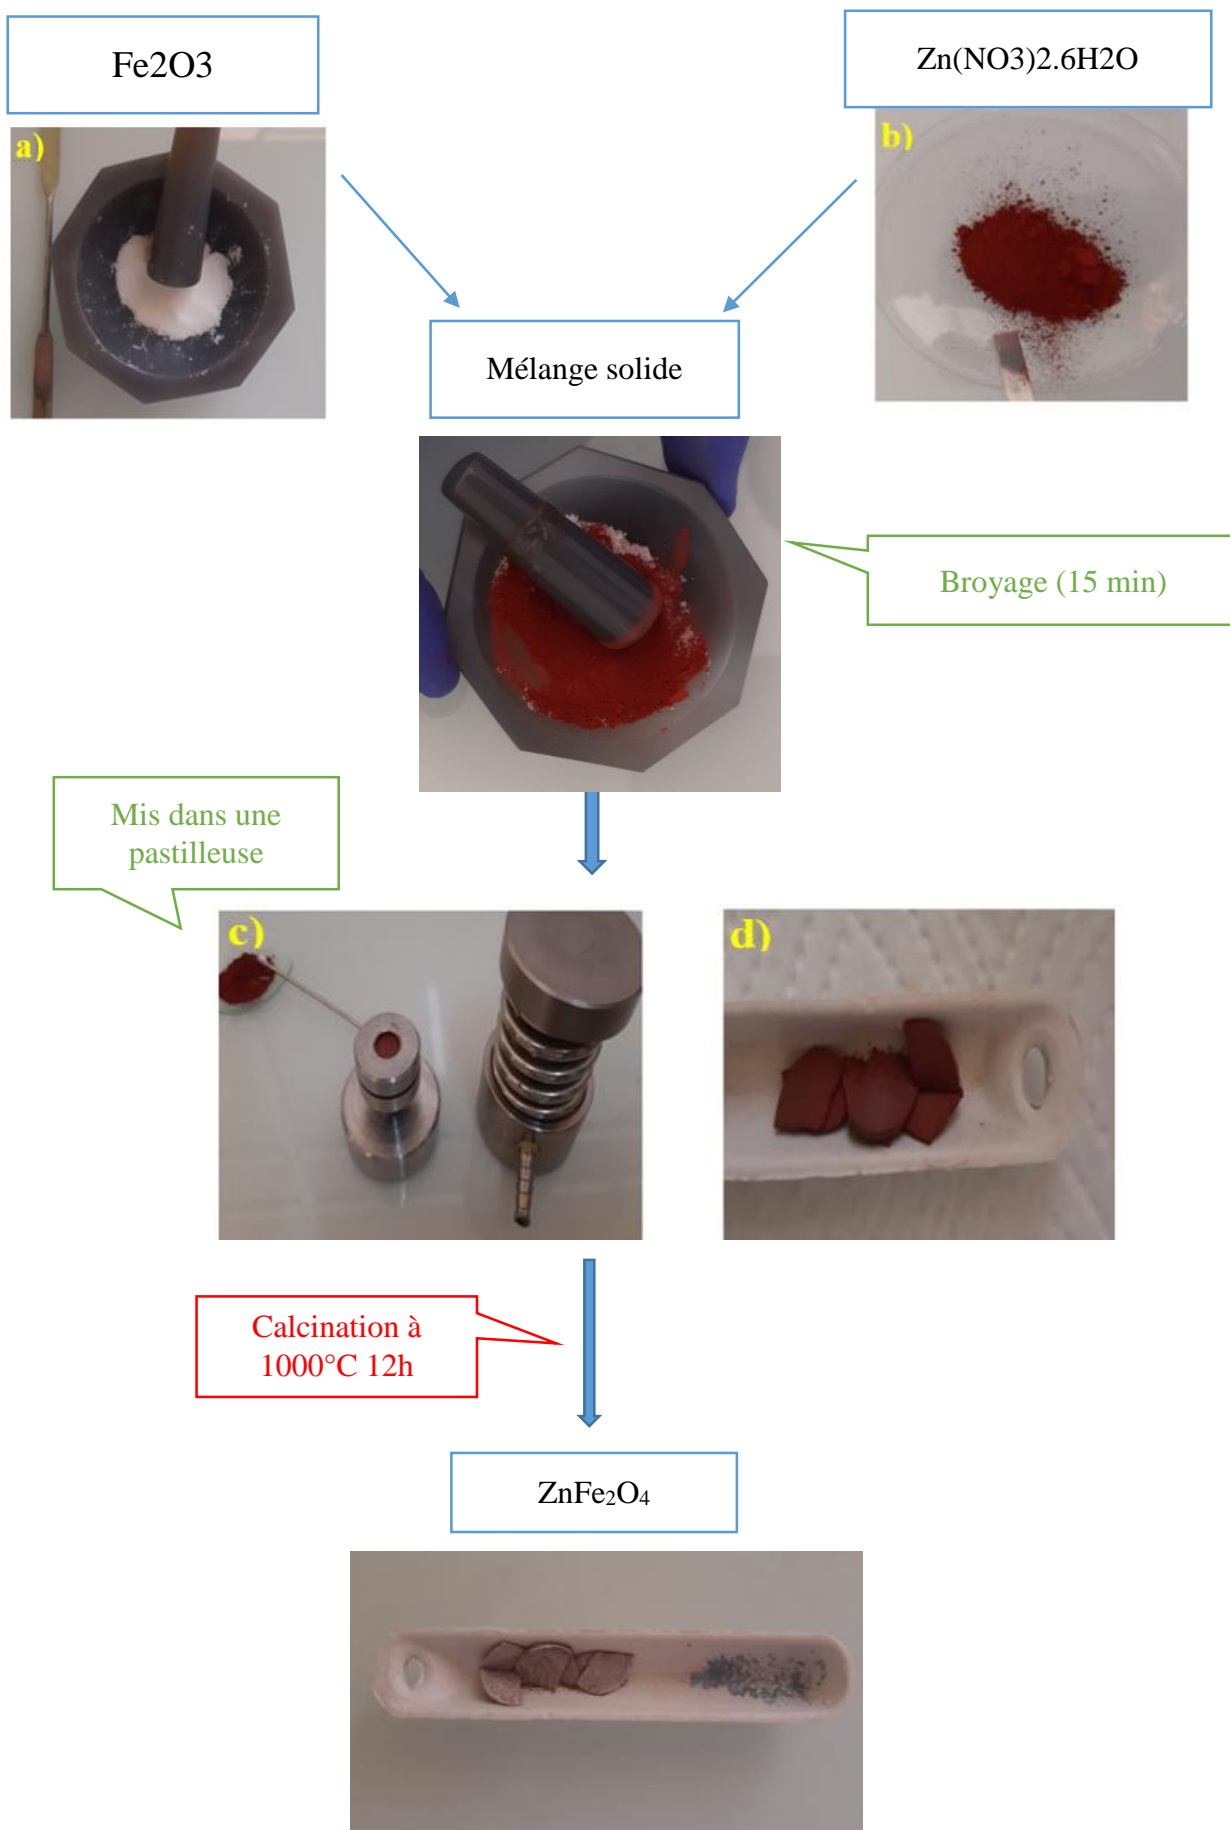 Fe2O3
Zn(NO3)2.6H2O
a)
b)
Mélange solide
Broyage (15 min)
Mis dans une
pastilleuse
c)
d)
Calcination à
1000°C 12h
ZnFe₂O₄